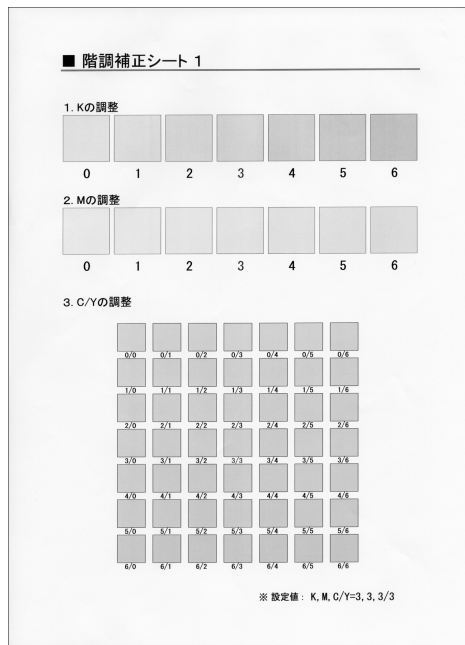 ■ 階調補正シート 1
1. Kの調整
0 1 2 3 4 5 6
2. Mの調整
0 1 2 3 4 5 6
3. C/Yの調整
0/0 0/1 0/2 0/3 0/4 0/5 0/6
1/0 1/1 1/2 1/3 1/4 1/5 1/6
2/0 2/1 2/2 2/3 2/4 2/5 2/6
3/0 3/1 3/2 3/3 3/4 3/5 3/6
4/0 4/1 4/2 4/3 4/4 4/5 4/6
5/0 5/1 5/2 5/3 5/4 5/5 5/6
6/0 6/1 6/2 6/3 6/4 6/5 6/6
※ 設定値 : K, M, C/Y=3, 3, 3/3